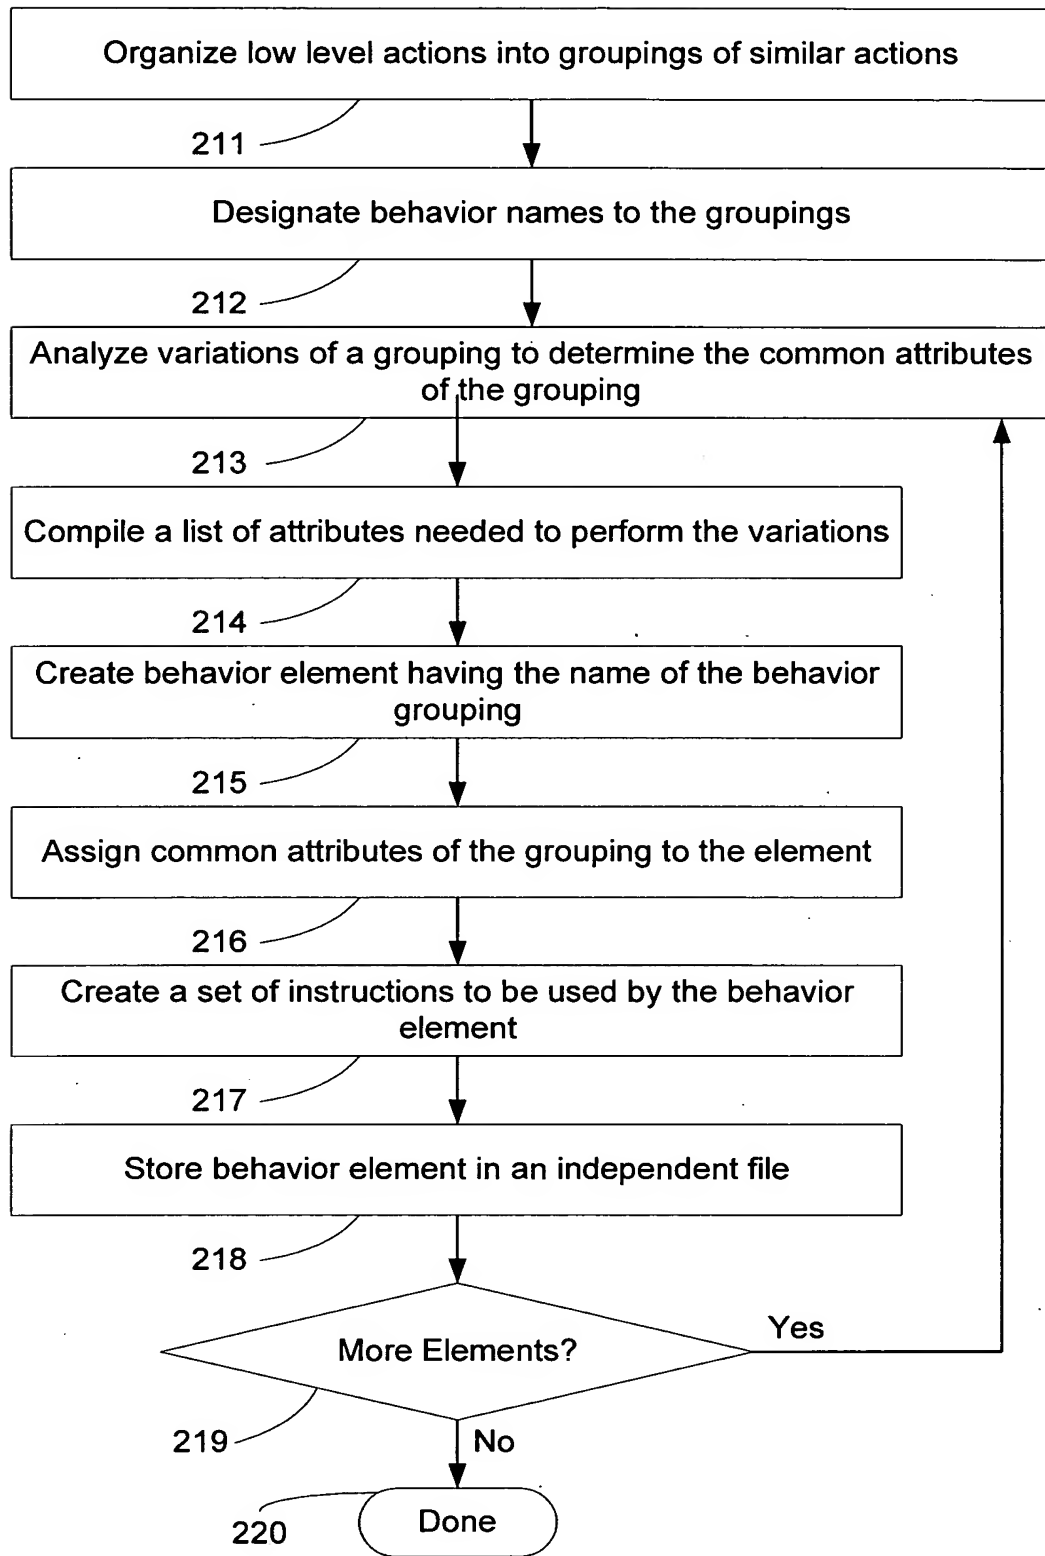 Organize low level actions into groupings of similar actions
211
Designate behavior names to the groupings
212
Analyze variations of a grouping to determine the common attributes
of the grouping
213
Compile a list of attributes needed to perform the variations
214
Create behavior element having the name of the behavior
grouping
215
Assign common attributes of the grouping to the element
216
Create a set of instructions to be used by the behavior
element
217
Store behavior element in an independent file
218
More Elements?
Yes
219
No
Done
220